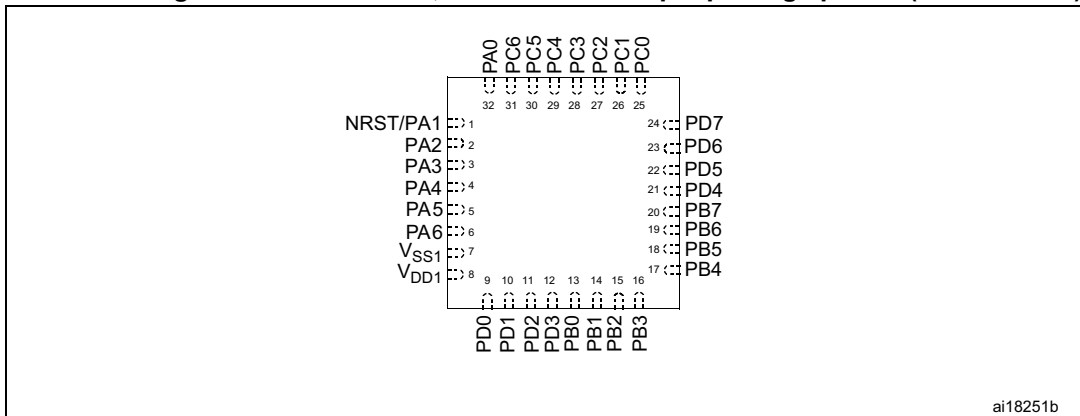 PA0 PC6 PC5 PC4 PC3 PC2 PC1 PC0
32 31 30 29 28 27 26 25
NRST/PA1 1 24 PD7
PA2 2 23 PD6
PA3 3 22 PD5
PA4 4 21 PD4
PA5 5 20 PB7
PA6 6 19 PB6
VSS1 7 18 PB5
VDD1 8 17 PB4
9 10 11 12 13 14 15 16
PD0 PD1 PD2 PD3 PB0 PB1 PB2 PB3
ai18251b